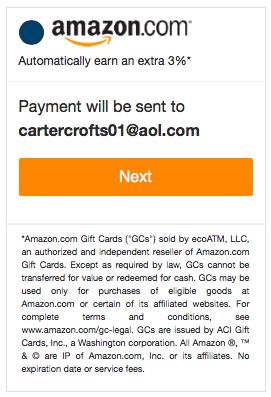 amazon.com
Automatically earn an extra 3%*
Payment will be sent to
cartercrofts01@aol.com
Next
*Amazon.com Gift Cards ("GCs") sold by ecoATM, LLC,
an authorized and independent reseller of Amazon.com
Gift Cards. Except as required by law, GCs cannot be
transferred for value or redeemed for cash. GCs may be
used only for purchases of eligible goods at
Amazon.com or certain of its affiliated websites. For
complete terms and conditions, see
www.amazon.com/gc-legal. GCs are issued by ACI Gift
Cards, Inc., a Washington corporation. All Amazon ®, ™
& © are IP of Amazon.com, Inc. or its affiliates. No
expiration date or service fees.